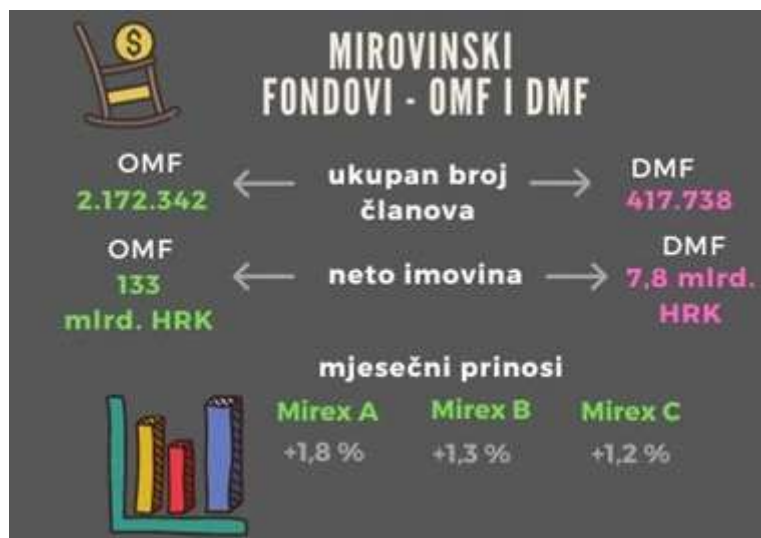 $
MIROVINSKI
FONDOVI - OMF I DMF
OMF
2.172.342
ukupan broj
članova
DMF
417.738
OMF
133
mlrd. HRK
neto imovina
DMF
7,8 mlrd.
HRK
mjesečni prinosi
Mirex A
Mirex B
Mirex C
+1,8 %
+1,3 %
+1,2 %